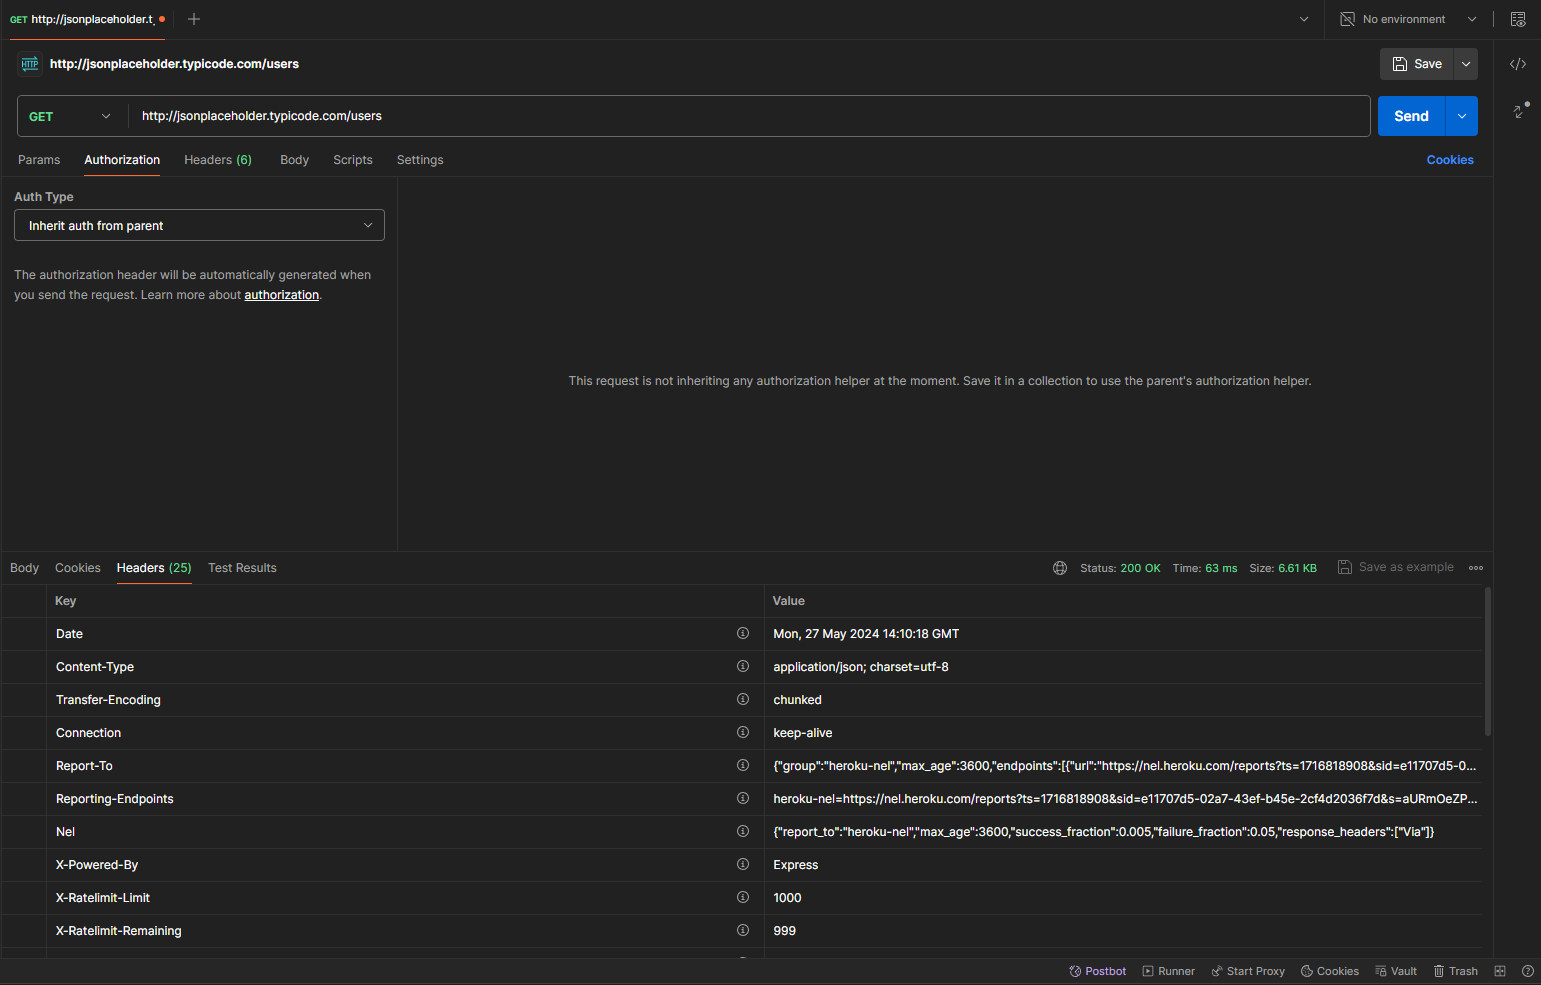 GET http://jsonplaceholder.t
No environment
HTTP http://jsonplaceholder.typicode.com/users
Save
GET http://jsonplaceholder.typicode.com/users
Send
Params Authorization Headers (6) Body Scripts Settings Cookies
Auth Type
Inherit auth from parent
The authorization header will be automatically generated when
you send the request. Learn more about authorization.
This request is not inheriting any authorization helper at the moment. Save it in a collection to use the parent's authorization helper.
Body Cookies Headers (25) Test Results Status: 200 OK Time: 63 ms Size: 6.61 KB Save as example
Key Value
Date Mon, 27 May 2024 14:10:18 GMT
Content-Type application/json; charset=utf-8
Transfer-Encoding chunked
Connection keep-alive
Report-To {"group":"heroku-nel","max_age":3600,"endpoints":[{"url":"https://nel.heroku.com/reports?ts=1716818908&sid=e11707d5-0...
Reporting-Endpoints heroku-nel=https://nel.heroku.com/reports?ts=1716818908&sid=e11707d5-02a7-43ef-b45e-2cf4d2036f7d&s=aURmOeZP...
Nel {"report_to":"heroku-nel","max_age":3600,"success_fraction":0.005,"failure_fraction":0.05,"response_headers":["Via"]}
X-Powered-By Express
X-Ratelimit-Limit 1000
X-Ratelimit-Remaining 999
Postbot Runner Start Proxy Cookies Vault Trash